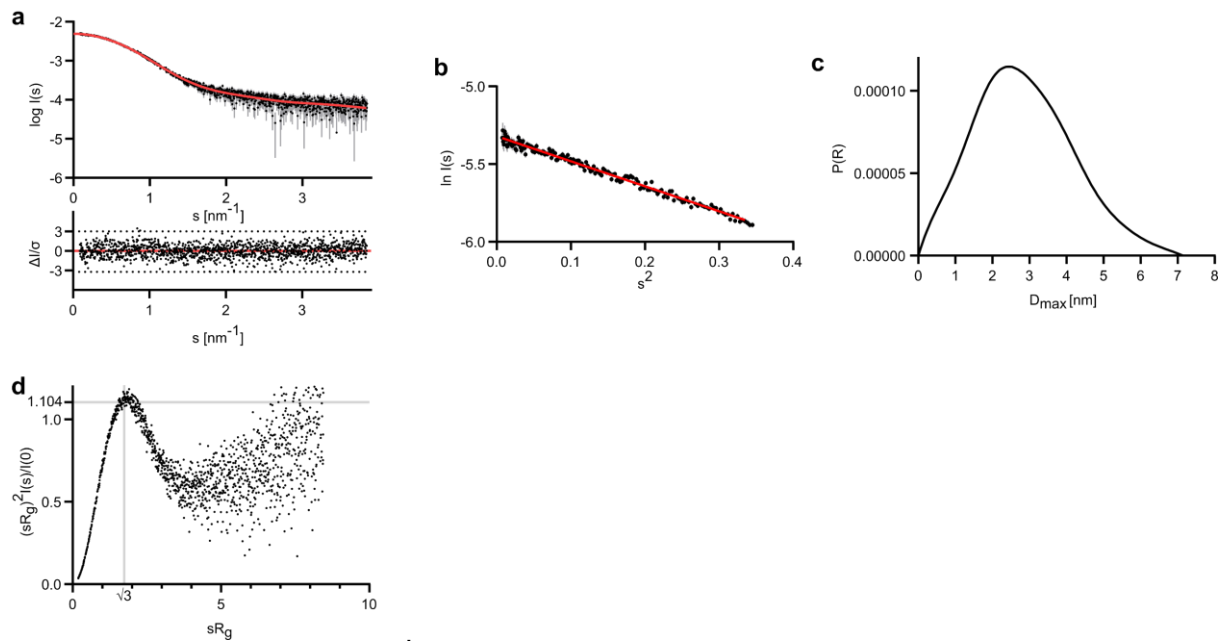 a
-2
-3
-4
-5
-6
log I(s)
0 1 2 3
s [nm⁻¹]
3
0
-3
ΔI/σ
0 1 2 3
s [nm⁻¹]
b
-5.0
-5.5
-6.0
ln I(s)
0.0 0.1 0.2 0.3 0.4
s²
c
0.00010
0.00005
0.00000
P(R)
0 1 2 3 4 5 6 7 8
Dmax [nm]
d
1.104
1.0
0.5
0.0
(sRg)²I(s)/I(0)
0 √3 5 10
sRg